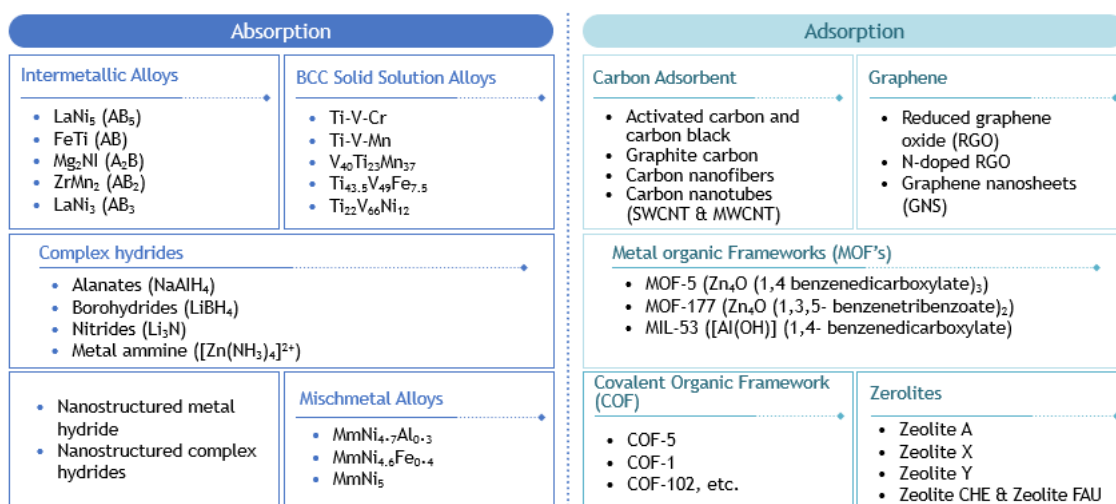 Absorption
Intermetallic Alloys
• LaNi₅ (AB₅)
• FeTi (AB)
• Mg₂NI (A₂B)
• ZrMn₂ (AB₂)
• LaNi₃ (AB₃
BCC Solid Solution Alloys
• Ti-V-Cr
• Ti-V-Mn
• V₄₀Ti₂₃Mn₃₇
• Ti₄₃.₅V₄₉Fe₇.₅
• Ti₂₂V₆₆Ni₁₂
Complex hydrides
• Alanates (NaAIH₄)
• Borohydrides (LiBH₄)
• Nitrides (Li₃N)
• Metal ammine ([Zn(NH₃)₄]²⁺)
• Nanostructured metal
hydride
• Nanostructured complex
hydrides
Mischmetal Alloys
• MmNi₄.₇Al₀.₃
• MmNi₄.₆Fe₀.₄
• MmNi₅
Adsorption
Carbon Adsorbent
• Activated carbon and
carbon black
• Graphite carbon
• Carbon nanofibers
• Carbon nanotubes
(SWCNT & MWCNT)
Graphene
• Reduced graphene
oxide (RGO)
• N-doped RGO
• Graphene nanosheets
(GNS)
Metal organic Frameworks (MOF's)
• MOF-5 (Zn₄O (1,4 benzenedicarboxylate)₃)
• MOF-177 (Zn₄O (1,3,5- benzenetribenzoate)₂)
• MIL-53 ([AI(OH)] (1,4- benzenedicarboxylate)
Covalent Organic Framework
(COF)
• COF-5
• COF-1
• COF-102, etc.
Zerolites
• Zeolite A
• Zeolite X
• Zeolite Y
• Zeolite CHE & Zeolite FAU